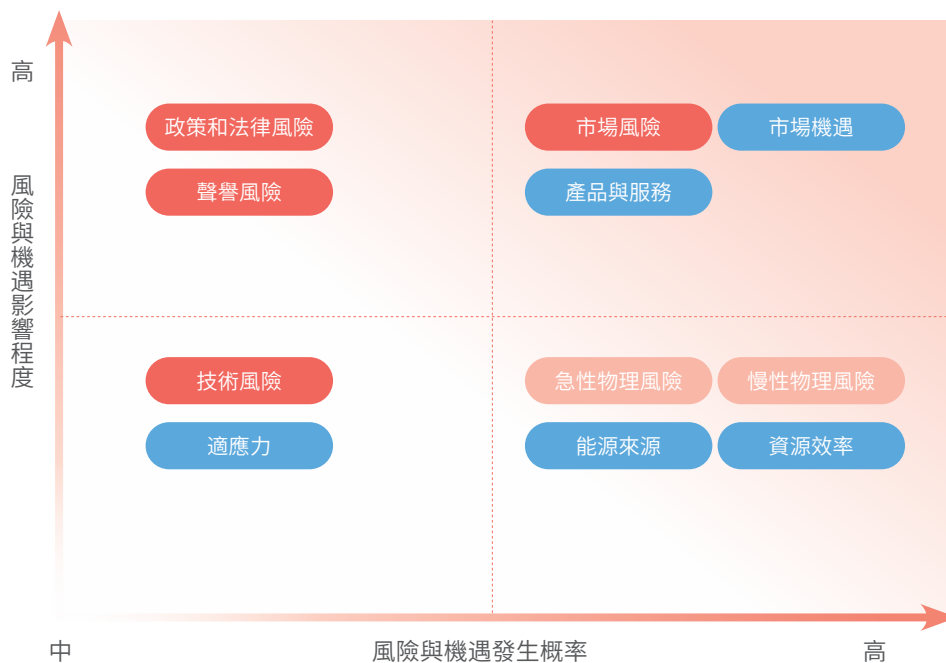 高
風險與機遇影響程度
政策和法律風險
市場風險
市場機遇
聲譽風險
產品與服務
技術風險
急性物理風險
慢性物理風險
適應力
能源來源
資源效率
中
風險與機遇發生概率
高